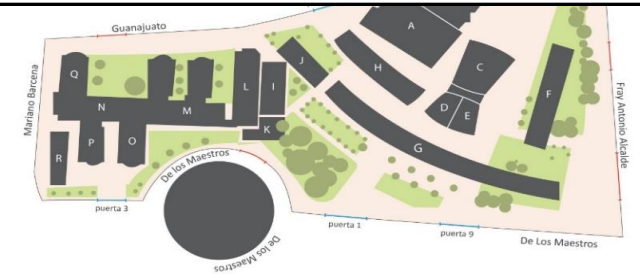 Guanajuato
A
J
H
C
Q
L
I
F
N
M
D
E
K
G
R
P
O
Mariano Barcena
Fray Antonio Alcalde
De los Maestros
De los Maestros
puerta 3
puerta 1
puerta 9
De Los Maestros